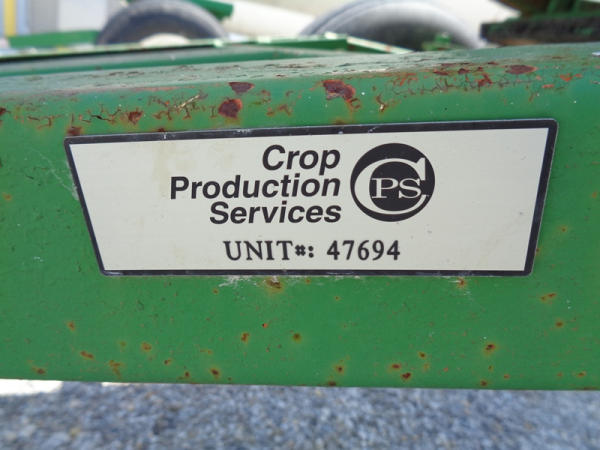 Crop
Production
Services
CPS
UNIT#: 47694